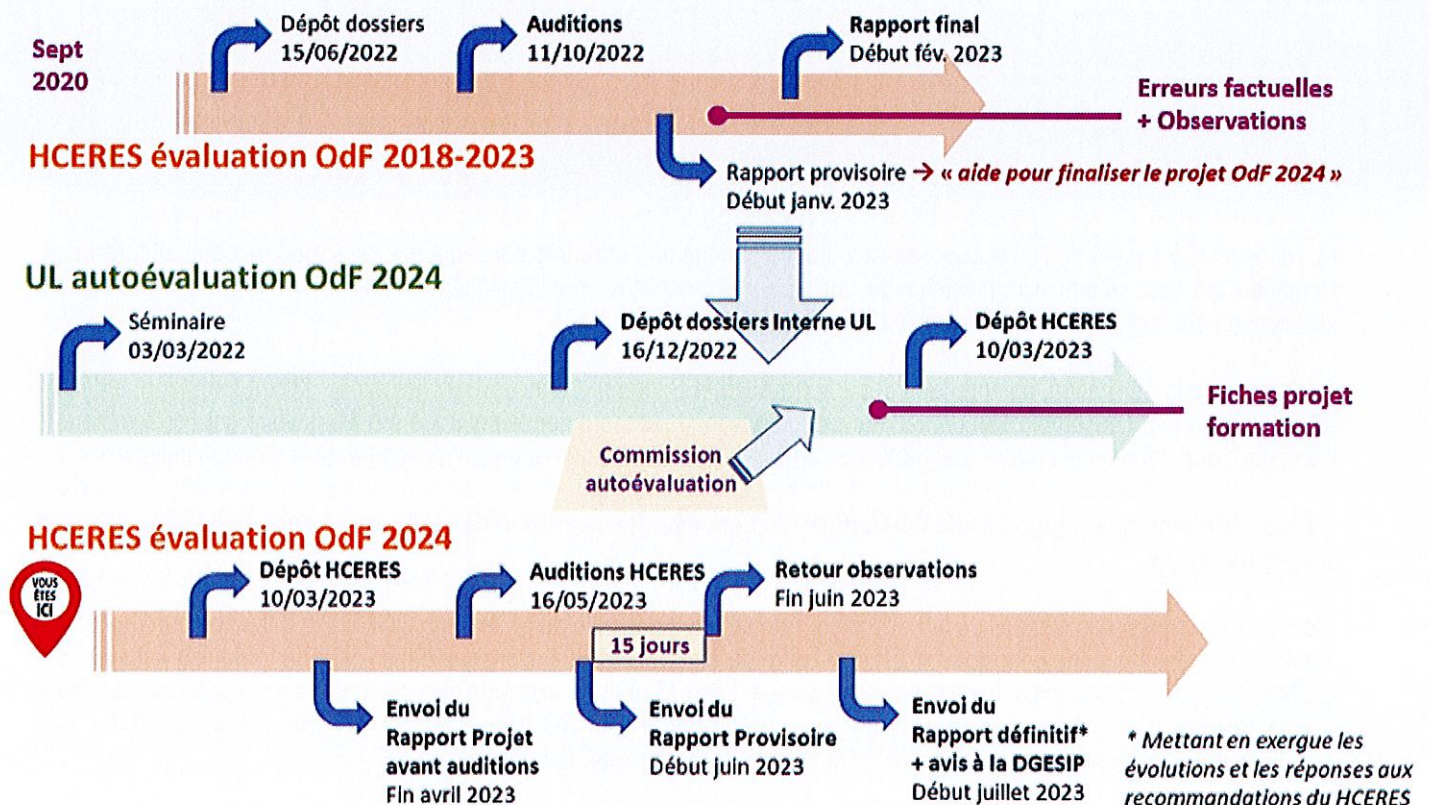 Sept
2020
Dépôt dossiers
15/06/2022
Auditions
11/10/2022
Rapport final
Début fév. 2023
Erreurs factuelles
+ Observations
HCERES évaluation OdF 2018-2023
Rapport provisoire → « aide pour finaliser le projet OdF 2024 »
Début janv. 2023
UL autoévaluation OdF 2024
Séminaire
03/03/2022
Dépôt dossiers Interne UL
16/12/2022
Dépôt HCERES
10/03/2023
Fiches projet
formation
Commission
autoévaluation
HCERES évaluation OdF 2024
VOUS
ÊTES
ICI
Dépôt HCERES
10/03/2023
Auditions HCERES
16/05/2023
Retour observations
Fin juin 2023
15 jours
Envoi du
Rapport Projet
avant auditions
Fin avril 2023
Envoi du
Rapport Provisoire
Début juin 2023
Envoi du
Rapport définitif*
+ avis à la DGESIP
Début juillet 2023
* Mettant en exergue les
évolutions et les réponses aux
recommandations du HCERES